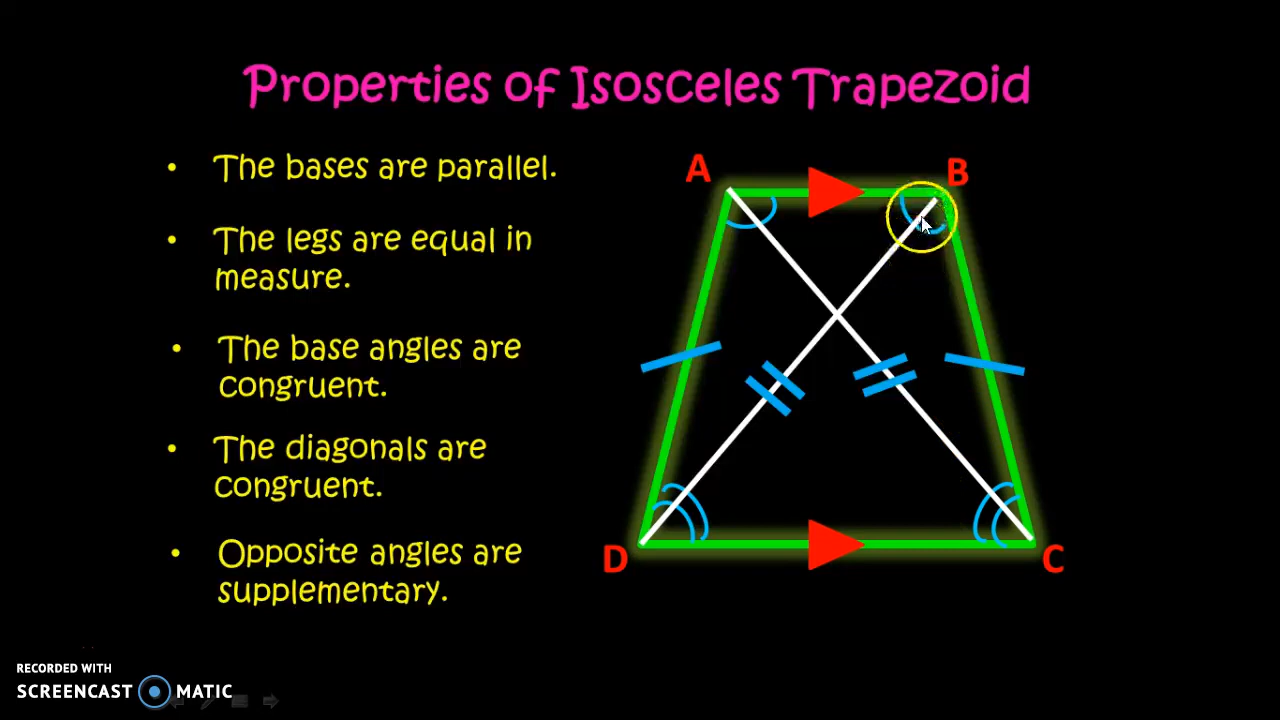 Properties of Isosceles Trapezoid
• The bases are parallel.
• The legs are equal in
measure.
• The base angles are
congruent.
• The diagonals are
congruent.
• Opposite angles are
supplementary.
A
B
D
C
RECORDED WITH
SCREENCAST MATIC